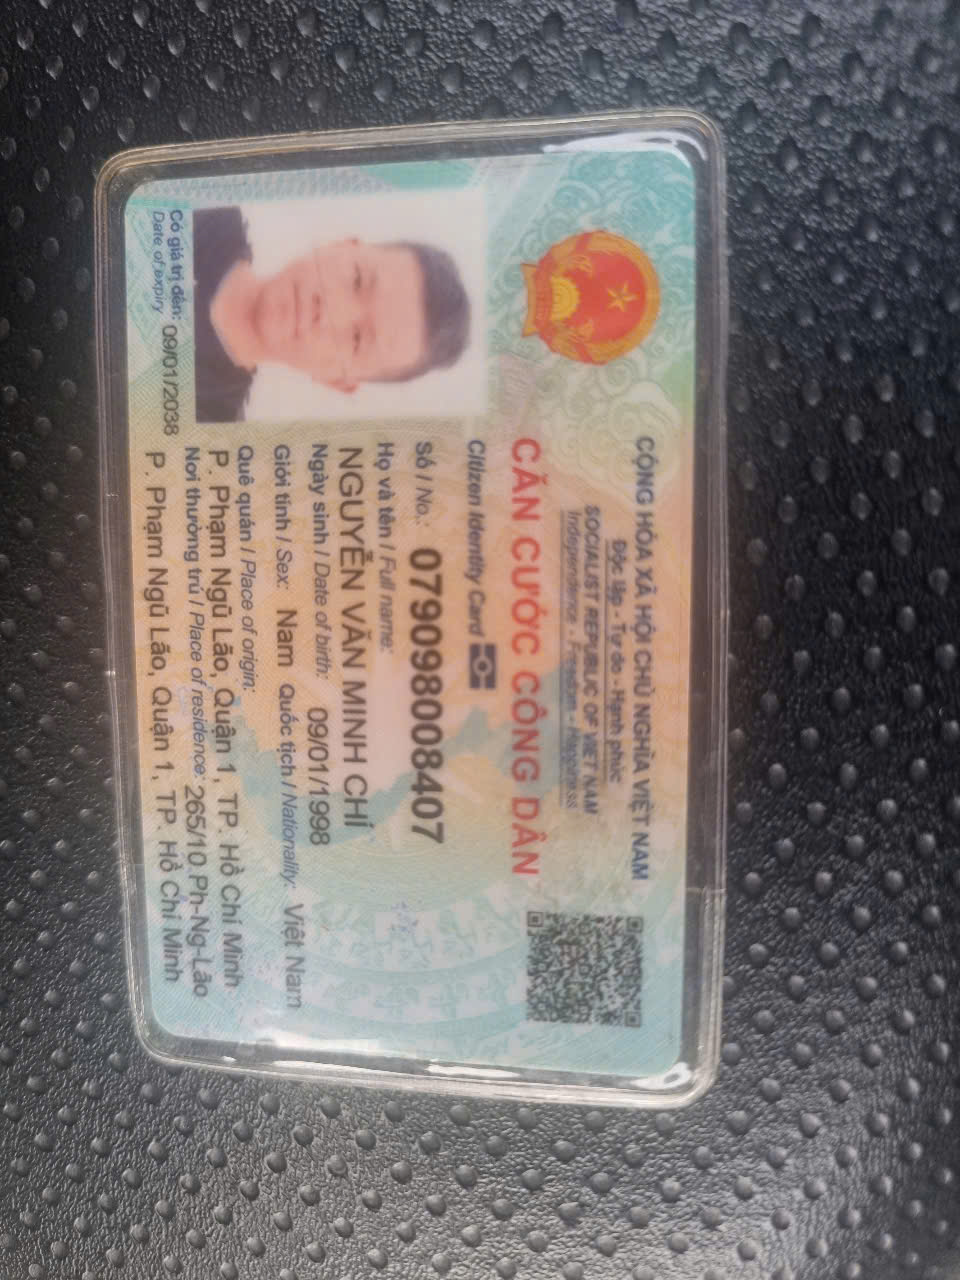 CỘNG HÒA XÃ HỘI CHỦ NGHĨA VIỆT NAM
Độc lập - Tự do - Hạnh phúc
SOCIALIST REPUBLIC OF VIET NAM
Independence - Freedom - Happiness
CĂN CƯỚC CÔNG DÂN
Citizen Identity Card
Số / No.: 079098008407
Họ và tên / Full name:
NGUYỄN VĂN MINH CHÍ
Ngày sinh / Date of birth: 09/01/1998
Giới tính / Sex: Nam Quốc tịch / Nationality: Việt Nam
Quê quán / Place of origin:
P. Phạm Ngũ Lão, Quận 1, TP. Hồ Chí Minh
Nơi thường trú / Place of residence: 265/10 Ph-Ng-Lão
P. Phạm Ngũ Lão, Quận 1, TP. Hồ Chí Minh
Có giá trị đến: 09/01/2038
Date of expiry